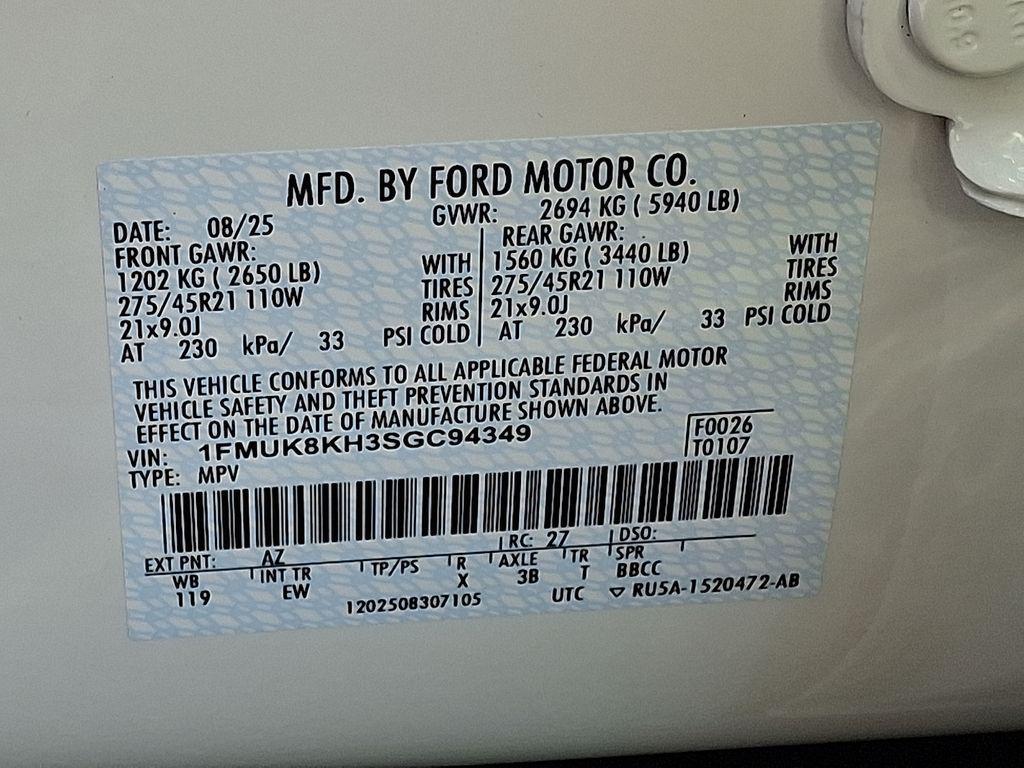 MFD. BY FORD MOTOR CO.
DATE: 08/25 GVWR: 2694 KG ( 5940 LB)
FRONT GAWR: REAR GAWR:
1202 KG ( 2650 LB) WITH 1560 KG ( 3440 LB) WITH
275/45R21 110W TIRES 275/45R21 110W TIRES
21x9.0J RIMS 21x9.0J RIMS
AT 230 kPa/ 33 PSI COLD AT 230 kPa/ 33 PSI COLD
THIS VEHICLE CONFORMS TO ALL APPLICABLE FEDERAL MOTOR
VEHICLE SAFETY AND THEFT PREVENTION STANDARDS IN
EFFECT ON THE DATE OF MANUFACTURE SHOWN ABOVE.
VIN: 1FMUK8KH3SGC94349 F0026
TYPE: MPV T0107
EXT PNT: AZ RC: 27 DSO:
WB INT TR TP/PS R AXLE TR SPR
119 EW X 3B T BBCC
1202508307105 UTC ▽ RU5A-1520472-AB